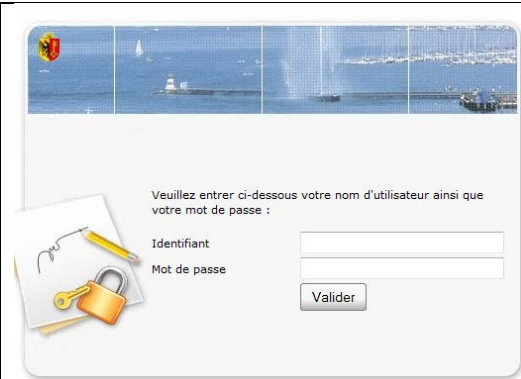 Veuillez entrer ci-dessous votre nom d'utilisateur ainsi que
votre mot de passe :
Identifiant
Mot de passe
Valider